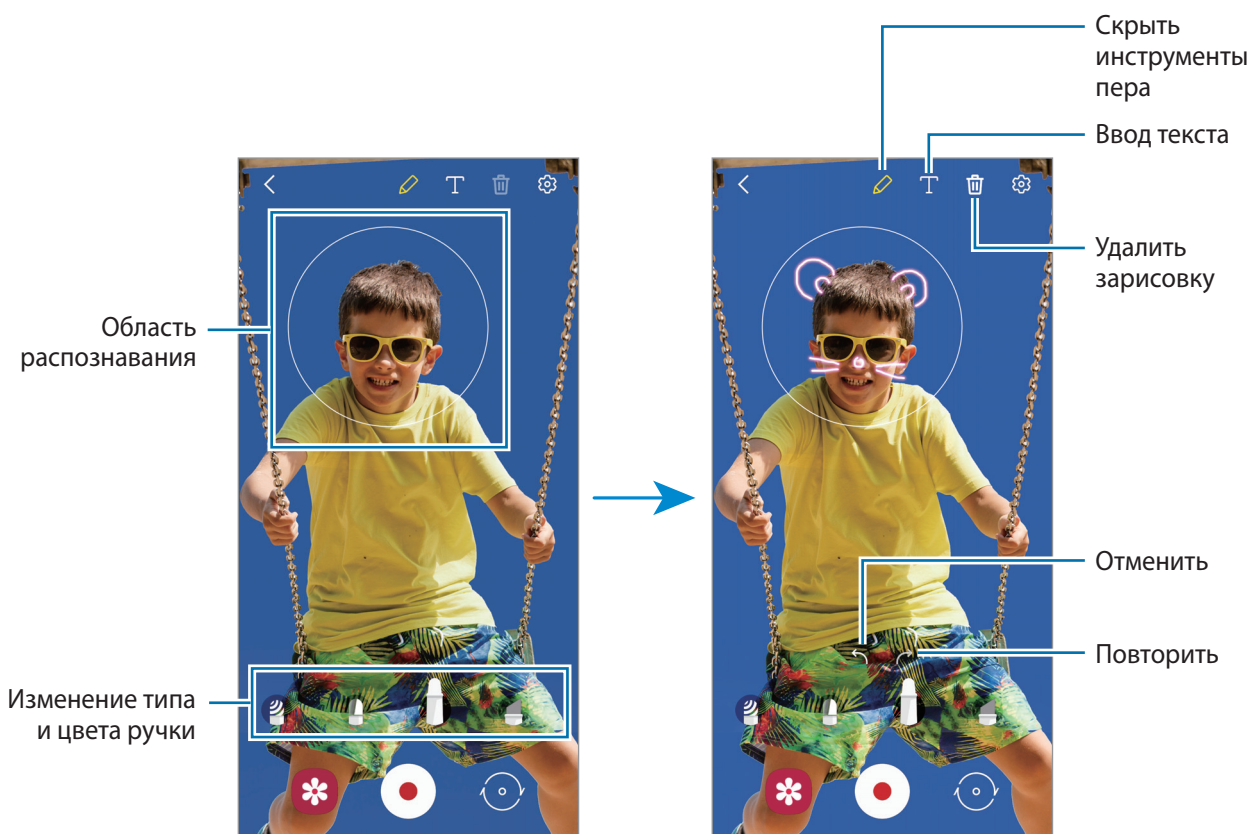 Скрыть
инструменты
пера
Ввод текста
Удалить
зарисовку
Область
распознавания
Отменить
Повторить
Изменение типа
и цвета ручки